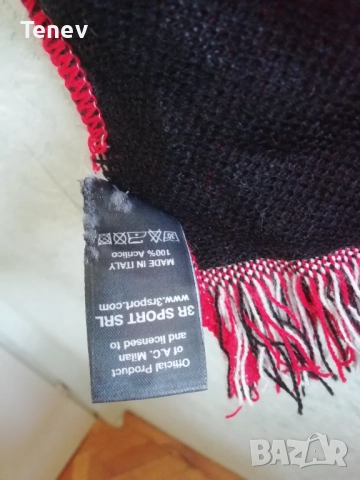 Tenev
Official Product
of A.C. Milan
and licensed to
3R SPORT SRL
www.3rsport.com
MADE IN ITALY
100% Acrilico
30
BAZAR